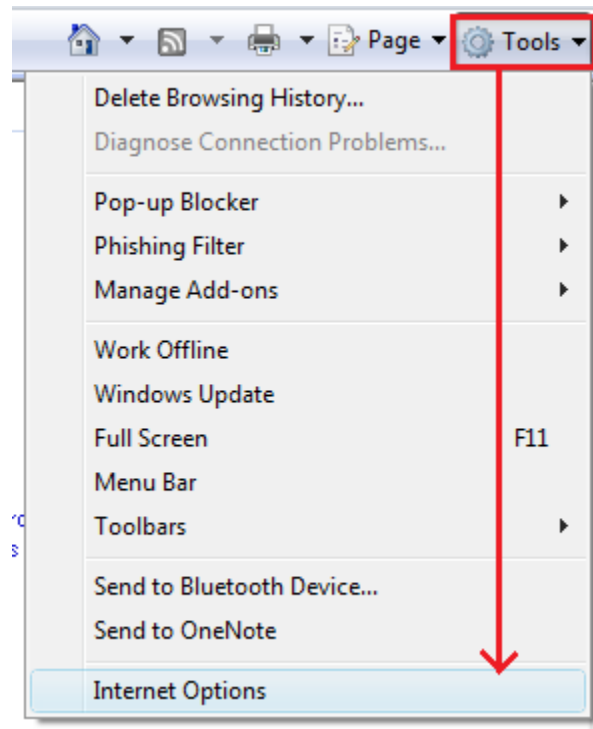 Page Tools
Delete Browsing History...
Diagnose Connection Problems...
Pop-up Blocker
Phishing Filter
Manage Add-ons
Work Offline
Windows Update
Full Screen F11
Menu Bar
Toolbars
Send to Bluetooth Device...
Send to OneNote
Internet Options